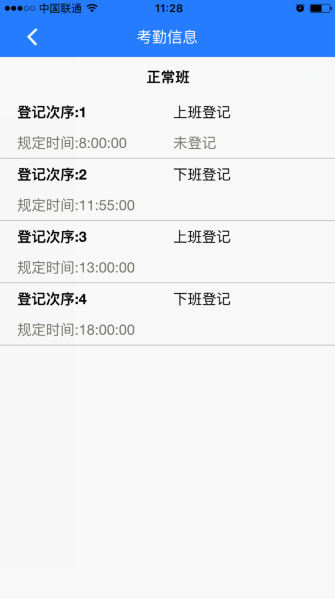 中国联通 11:28
考勤信息
正常班
登记次序:1 上班登记
规定时间:8:00:00 未登记
登记次序:2 下班登记
规定时间:11:55:00
登记次序:3 上班登记
规定时间:13:00:00
登记次序:4 下班登记
规定时间:18:00:00